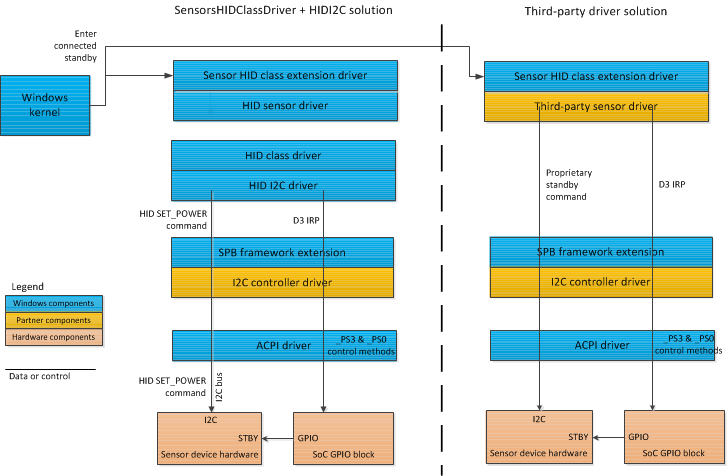 SensorsHIDClassDriver + HIDI2C solution
Third-party driver solution
Enter
connected
standby
Windows
kernel
Sensor HID class extension driver
HID sensor driver
HID class driver
HID I2C driver
HID SET_POWER
command
D3 IRP
SPB framework extension
I2C controller driver
ACPI driver
_PS3 & _PS0
control methods
HID SET_POWER
command
I2C bus
I2C
STBY
Sensor device hardware
GPIO
SoC GPIO block
Sensor HID class extension driver
Third-party sensor driver
Proprietary
standby
command
D3 IRP
SPB framework extension
I2C controller driver
ACPI driver
_PS3 & _PS0
control methods
I2C
STBY
Sensor device hardware
GPIO
SoC GPIO block
Legend
Windows components
Partner components
Hardware components
Data or control